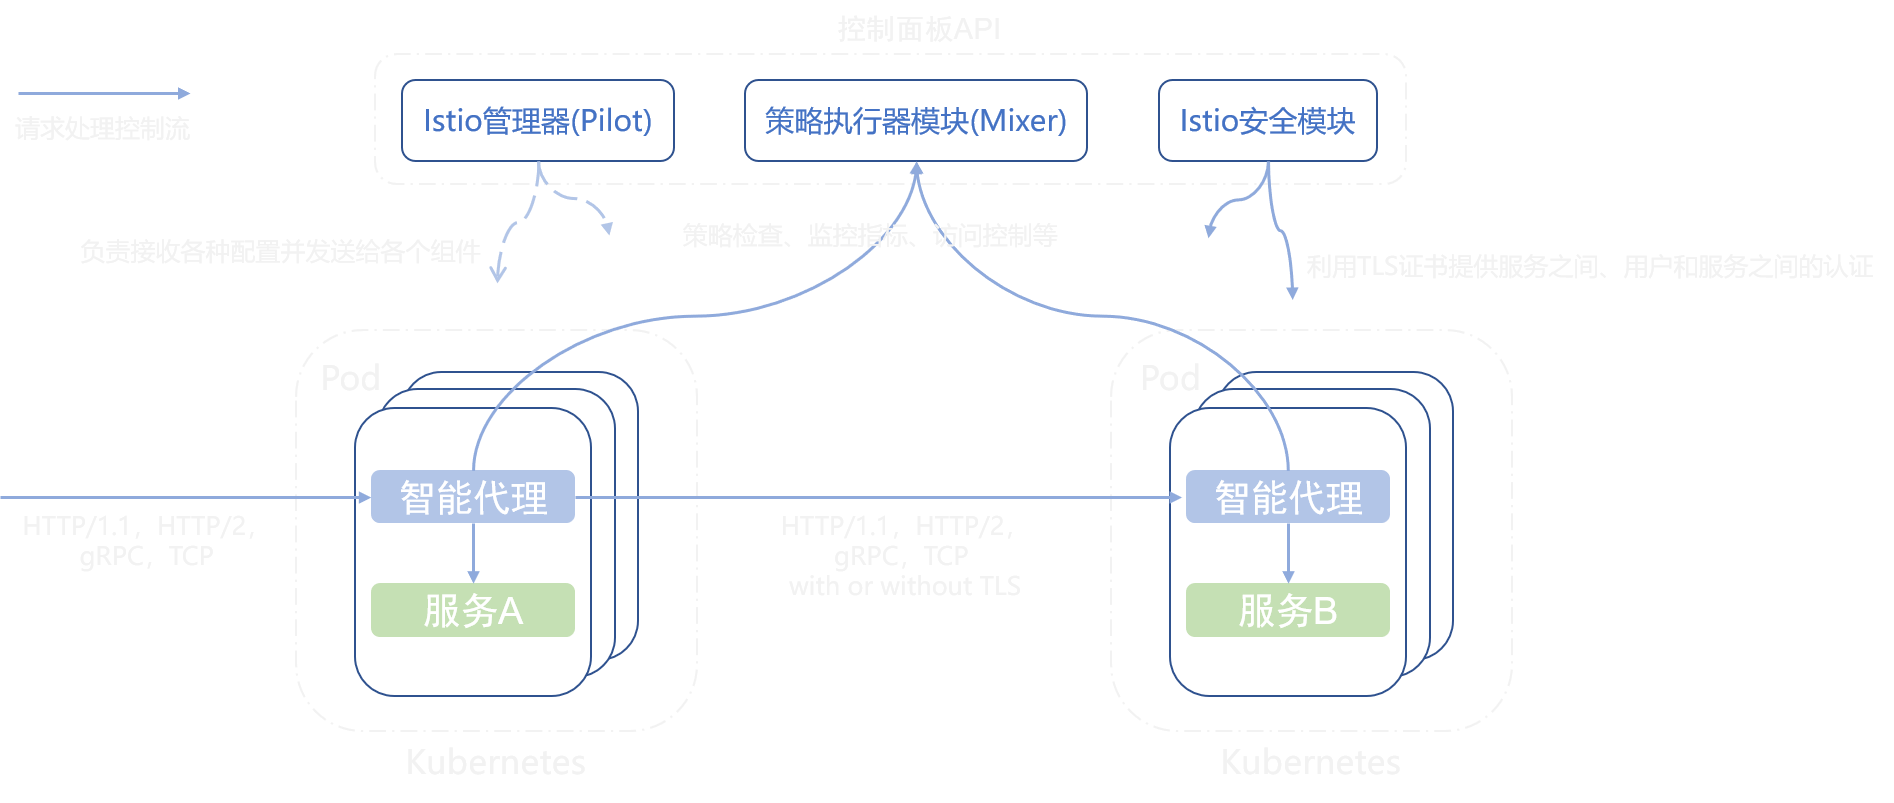 控制面板API
Istio管理器(Pilot)
策略执行器模块(Mixer)
Istio安全模块
请求处理控制流
负责接收各种配置并发送给各个组件
策略检查、监控指标、访问控制等
利用TLS证书提供服务之间、用户和服务之间的认证
Pod
Pod
智能代理
智能代理
HTTP/1.1，HTTP/2，
gRPC，TCP
HTTP/1.1，HTTP/2，
gRPC，TCP
with or without TLS
服务A
服务B
Kubernetes
Kubernetes